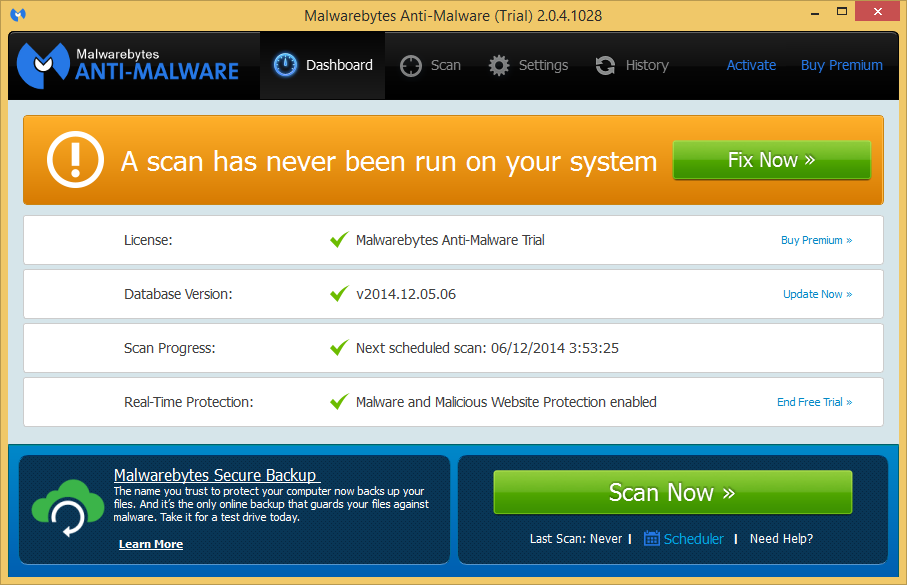 Malwarebytes Anti-Malware (Trial) 2.0.4.1028
Malwarebytes
ANTI-MALWARE
Dashboard
Scan
Settings
History
Activate
Buy Premium
A scan has never been run on your system
Fix Now »
License:
Malwarebytes Anti-Malware Trial
Buy Premium »
Database Version:
v2014.12.05.06
Update Now »
Scan Progress:
Next scheduled scan: 06/12/2014 3:53:25
Real-Time Protection:
Malware and Malicious Website Protection enabled
End Free Trial »
Malwarebytes Secure Backup
The name you trust to protect your computer now backs up your
files. And it's the only online backup that guards your files against
malware. Take it for a test drive today.
Learn More
Scan Now »
Last Scan: Never | Scheduler | Need Help?